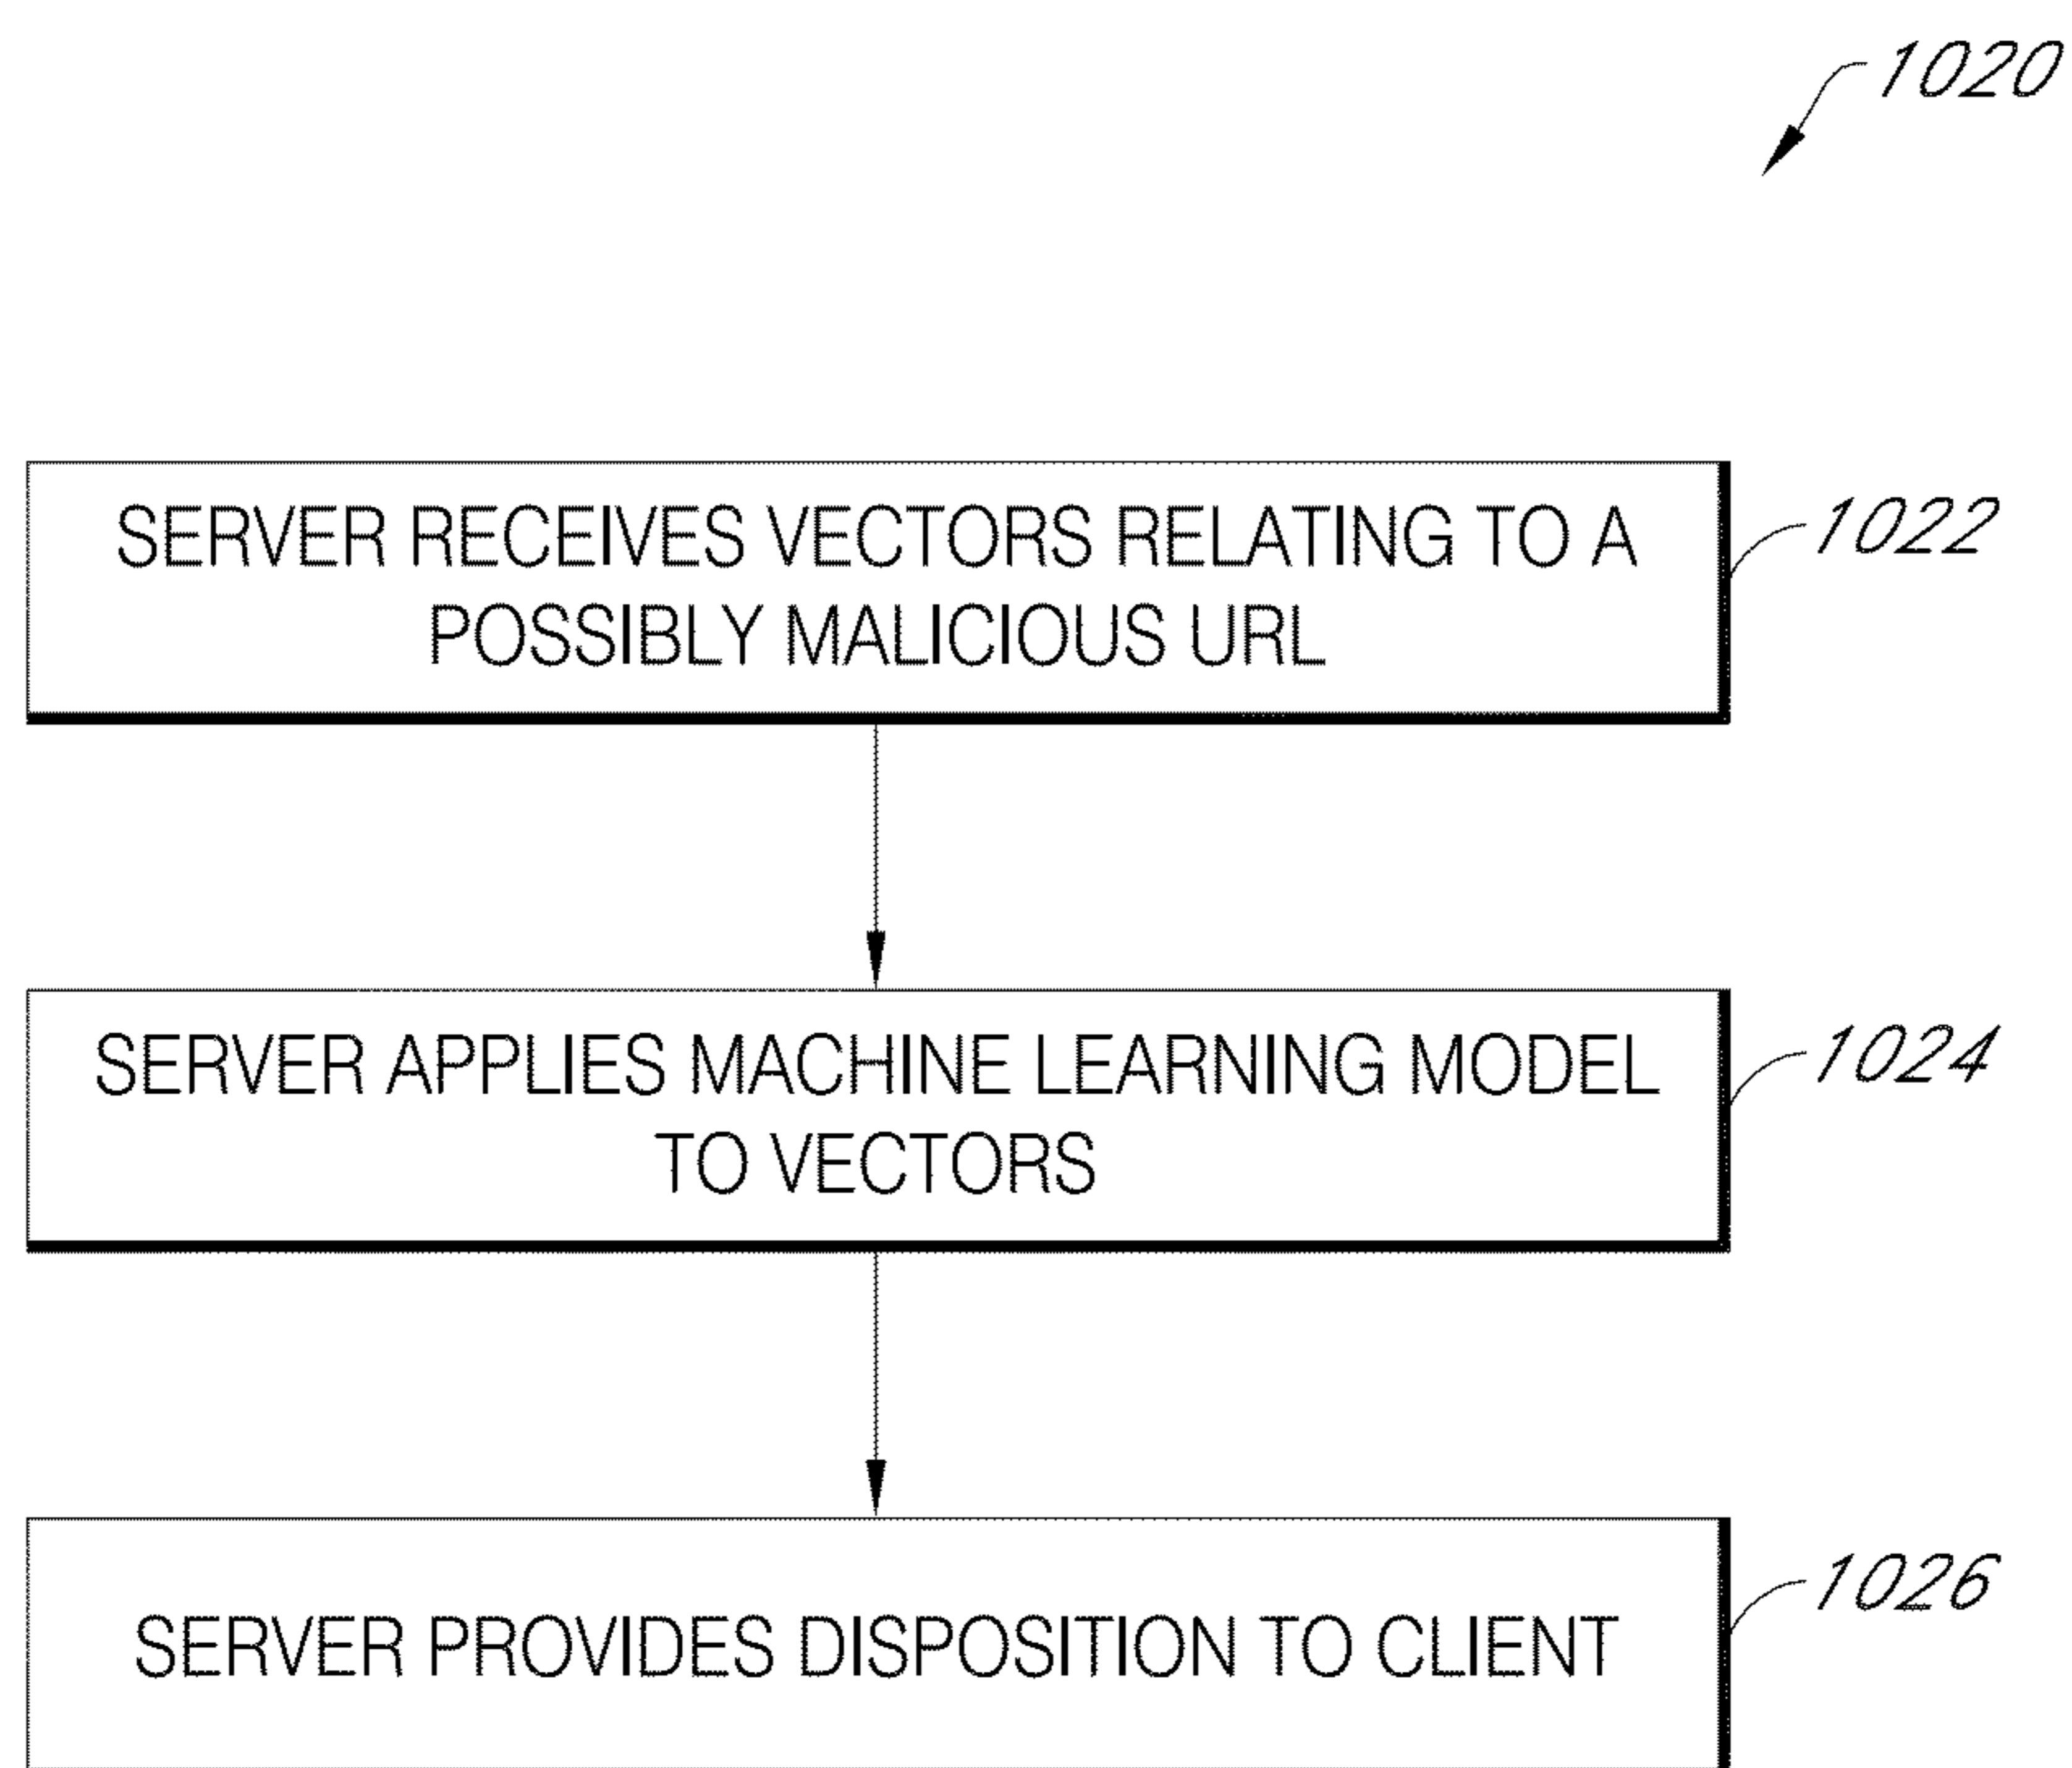 1020
SERVER RECEIVES VECTORS RELATING TO A
POSSIBLY MALICIOUS URL
1022
SERVER APPLIES MACHINE LEARNING MODEL
TO VECTORS
1024
SERVER PROVIDES DISPOSITION TO CLIENT
1026